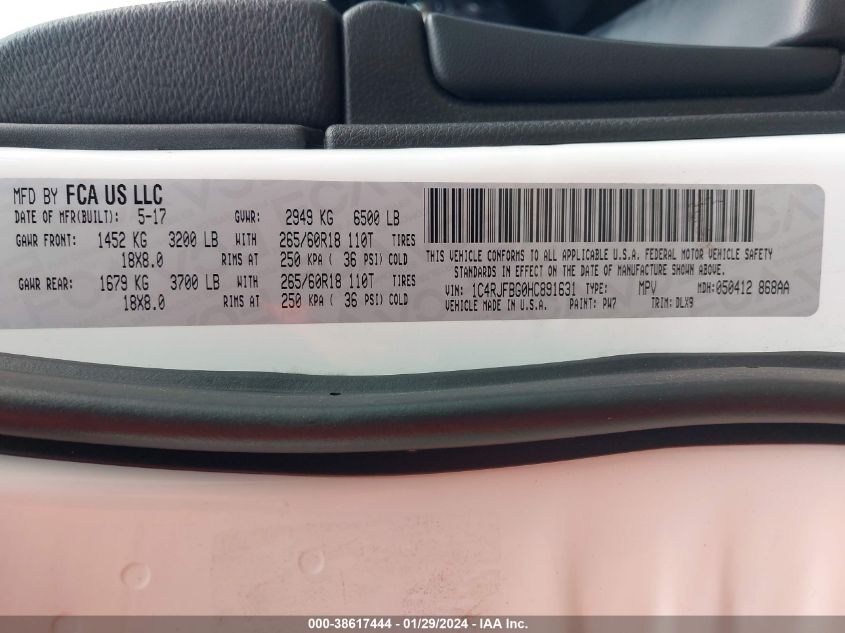 MFD BY FCA US LLC
DATE OF MFR(BUILT): 5-17 GVWR: 2949 KG 6500 LB
GAWR FRONT: 1452 KG 3200 LB WITH 265/60R18 110T TIRES
18X8.0 RIMS AT 250 KPA ( 36 PSI) COLD
GAWR REAR: 1679 KG 3700 LB WITH 265/60R18 110T TIRES
18X8.0 RIMS AT 250 KPA ( 36 PSI) COLD
THIS VEHICLE CONFORMS TO ALL APPLICABLE U.S.A. FEDERAL MOTOR VEHICLE SAFETY
STANDARDS IN EFFECT ON THE DATE OF MANUFACTURE SHOWN ABOVE.
VIN: 1C4RJFBG0HC891631 TYPE: MPV MDH: 050412 868AA
VEHICLE MADE IN U.S.A. PAINT: PW7 TRIM: DLX9
000-38617444 - 01/29/2024 - IAA Inc.